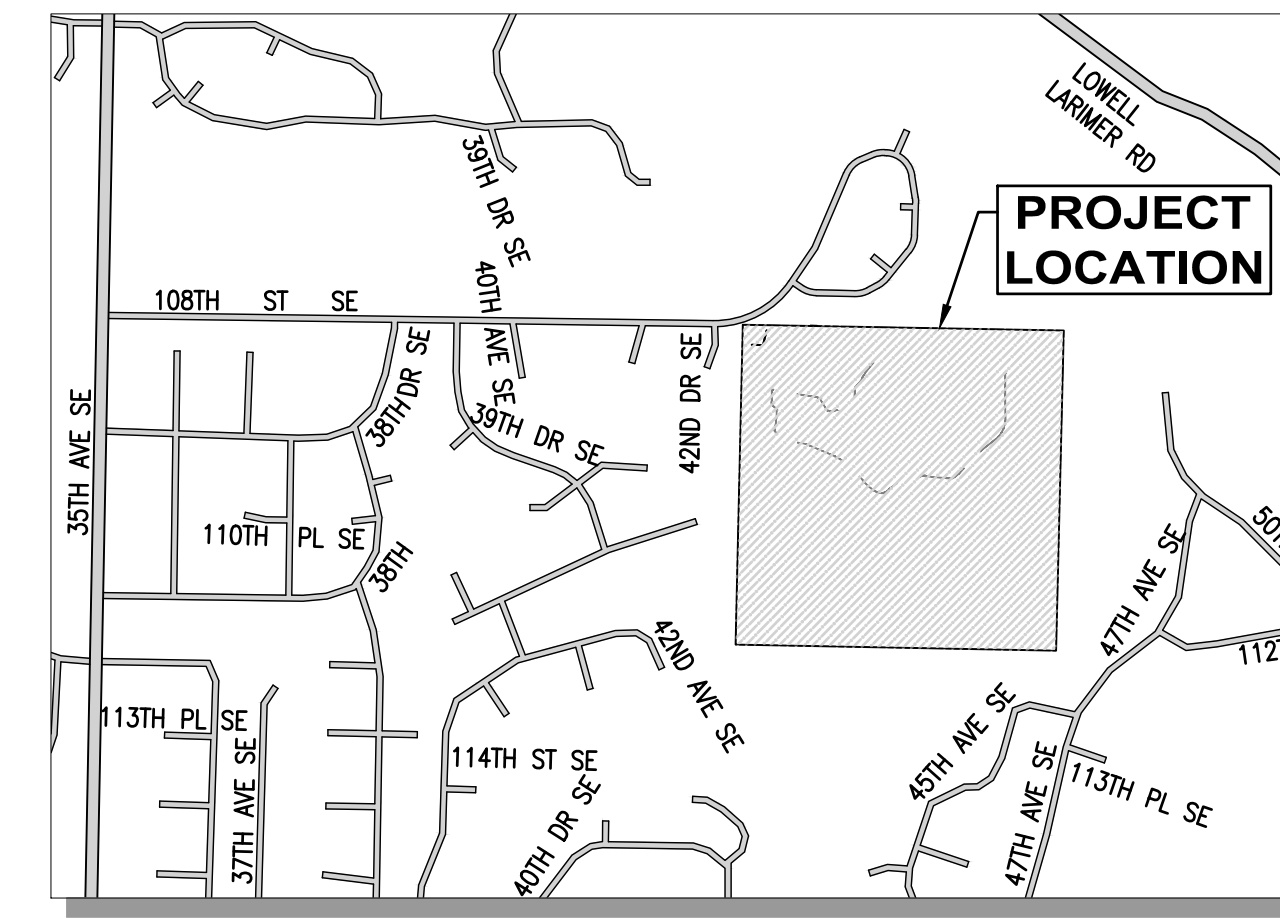 LOWELL
LARIMER RD
PROJECT
LOCATION
39TH DR SE
40TH AVE SE
108TH ST SE
38TH DR SE
42ND DR SE
39TH DR SE
35TH AVE SE
110TH PL SE
38TH
47TH AVE SE
42ND AVE SE
113TH PL SE
37TH AVE SE
114TH ST SE
40TH DR SE
45TH AVE SE
47TH AVE SE
113TH PL SE